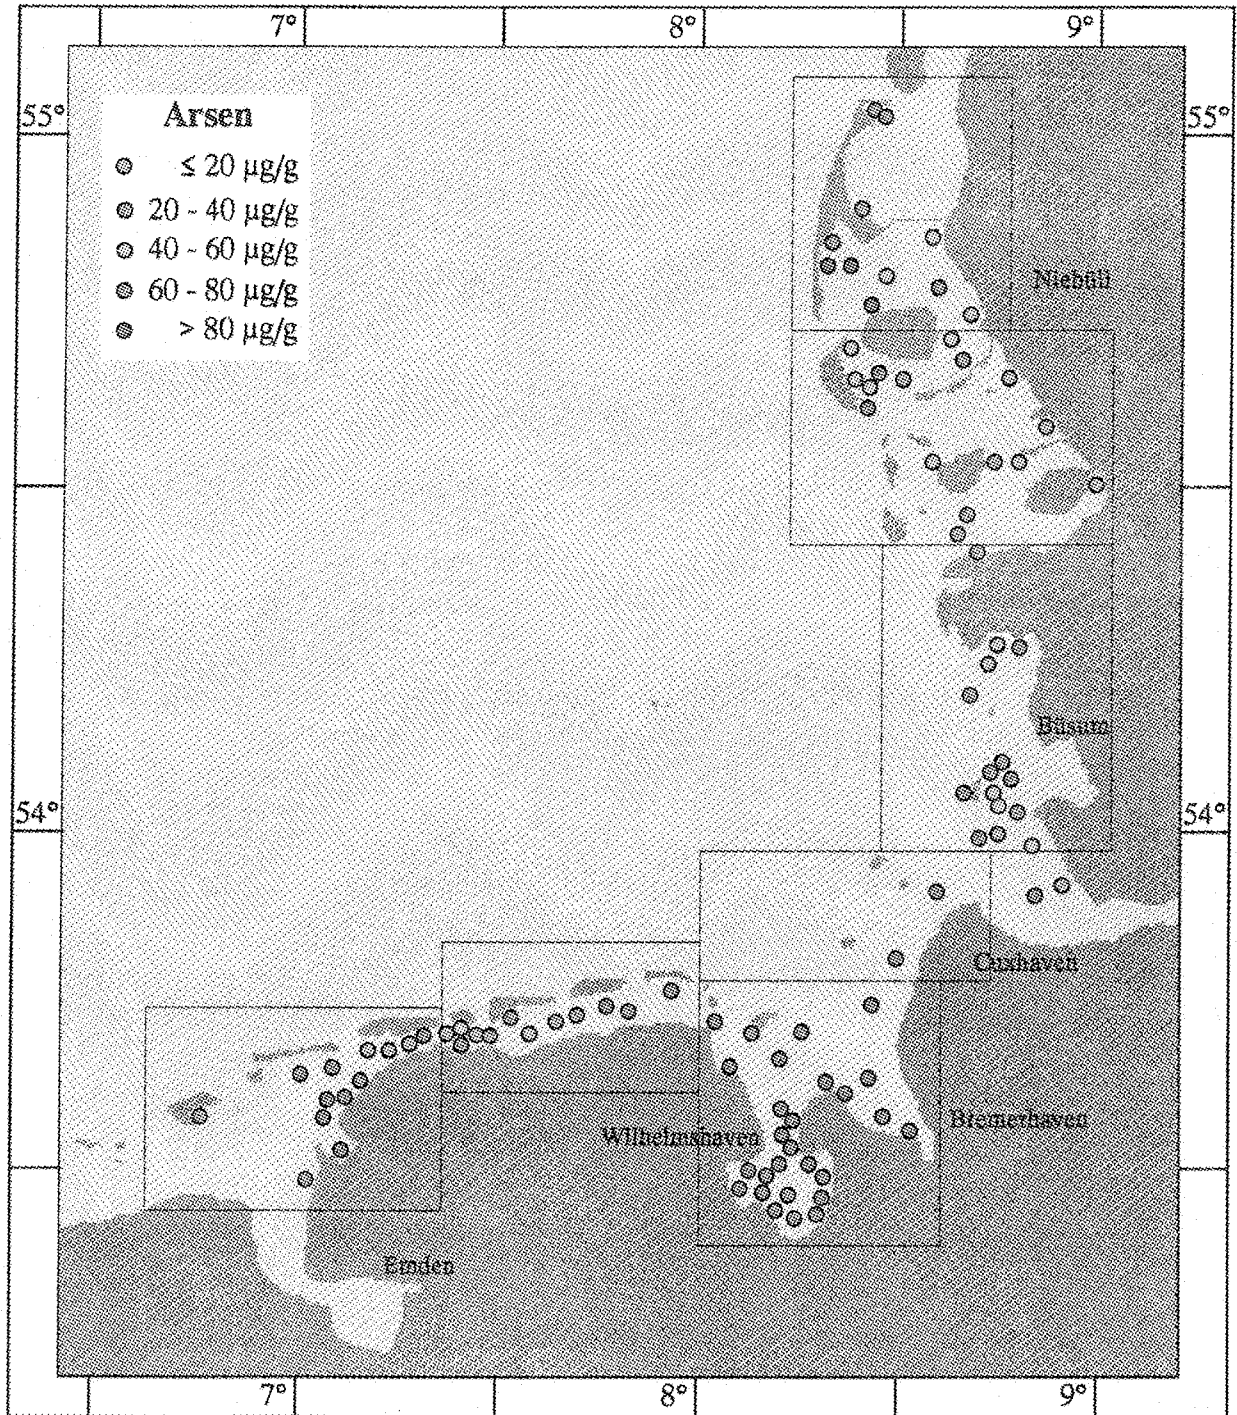 7° 8° 9°
55° 55°
Arsen
≤ 20 µg/g
20 - 40 µg/g
40 - 60 µg/g
60 - 80 µg/g
> 80 µg/g
Niebüll
Büsum
54° 54°
Cuxhaven
Bremerhaven
Wilhelmshaven
Emden
7° 8° 9°